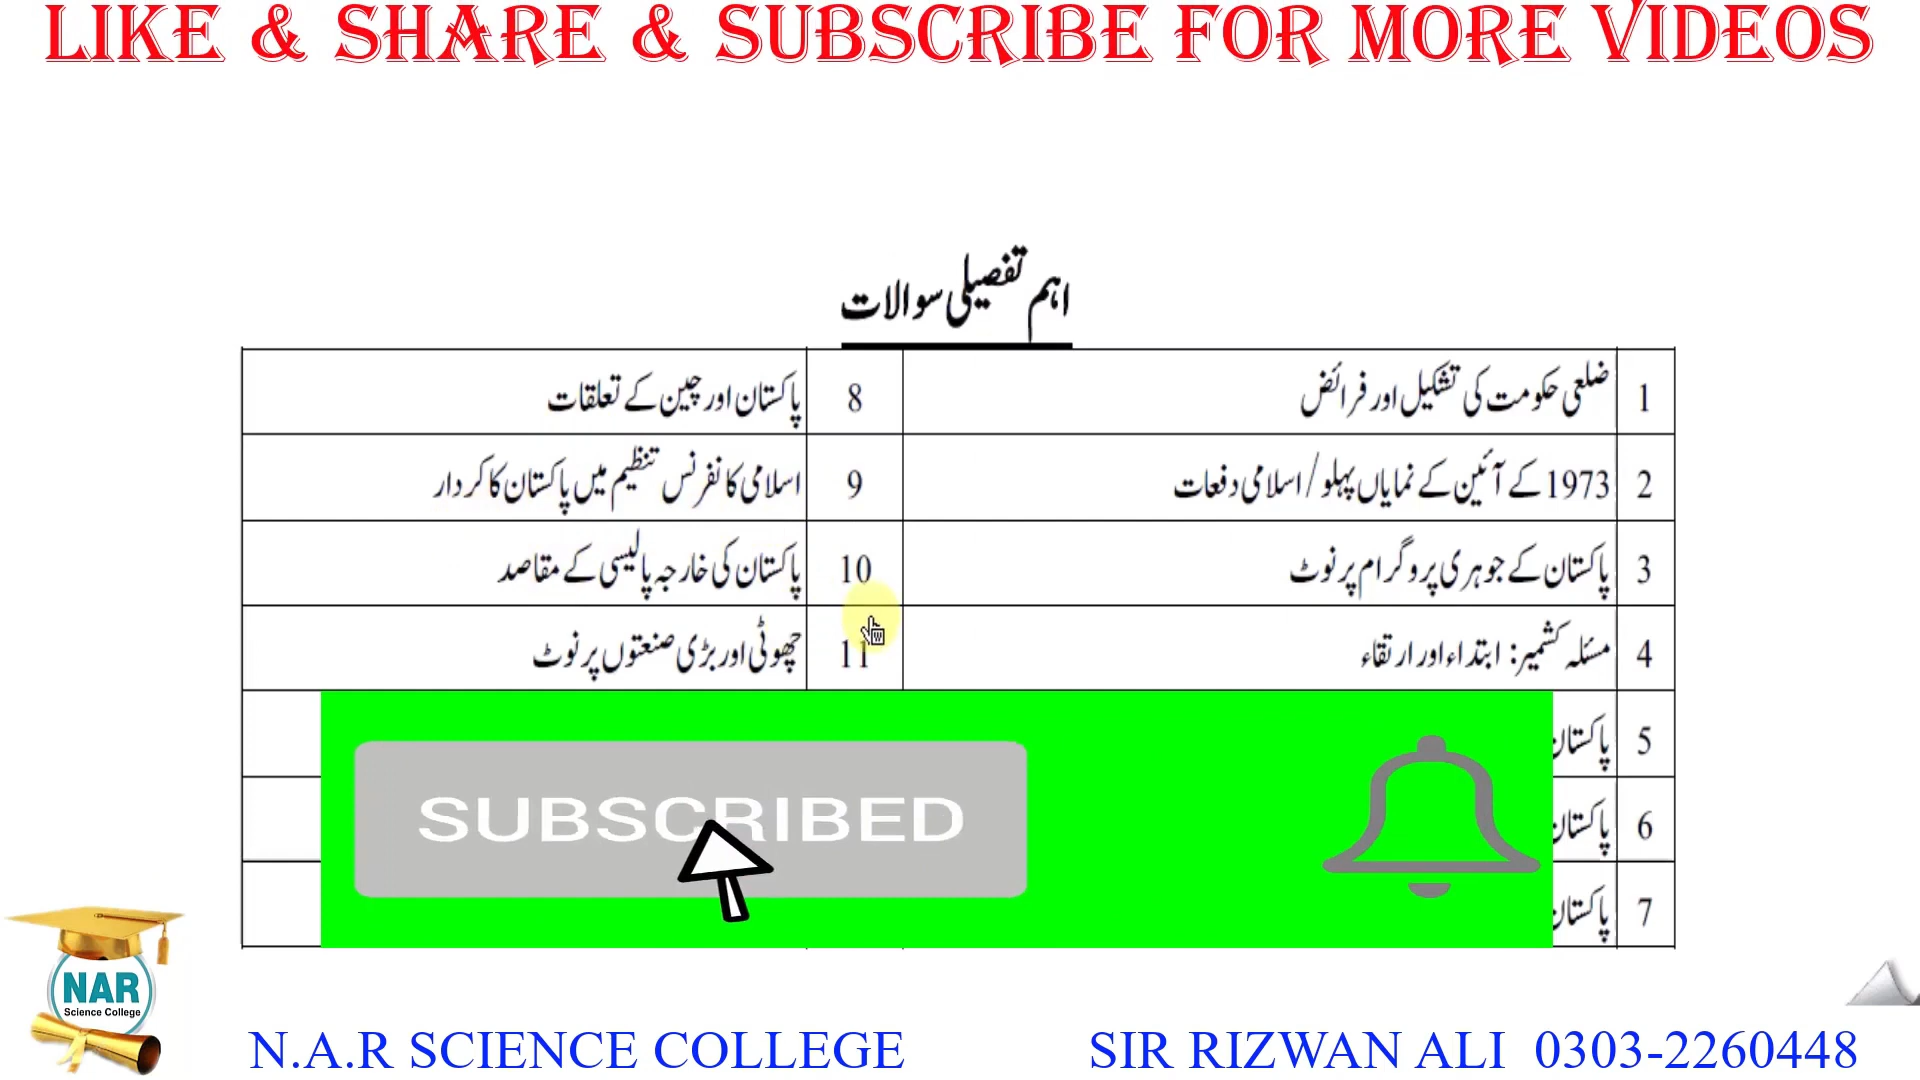 LIKE & SHARE & SUBSCRIBE FOR MORE VIDEOS
اہم تفصیلی سوالات
1 ضلعی حکومت کی تشکیل اور فرائض 8 پاکستان اور چین کے تعلقات
2 1973 کے آئین کے نمایاں پہلو / اسلامی دفعات 9 اسلامی کانفرنس تنظیم میں پاکستان کا کردار
3 پاکستان کے جوہری پروگرام پر نوٹ 10 پاکستان کی خارجہ پالیسی کے مقاصد
4 مسئلہ کشمیر: ابتداء اور ارتقاء 11 چھوٹی اور بڑی صنعتوں پر نوٹ
5 پاکستان
6 پاکستان
7 پاکستان
SUBSCRIBED
NAR
Science College
N.A.R SCIENCE COLLEGE SIR RIZWAN ALI 0303-2260448